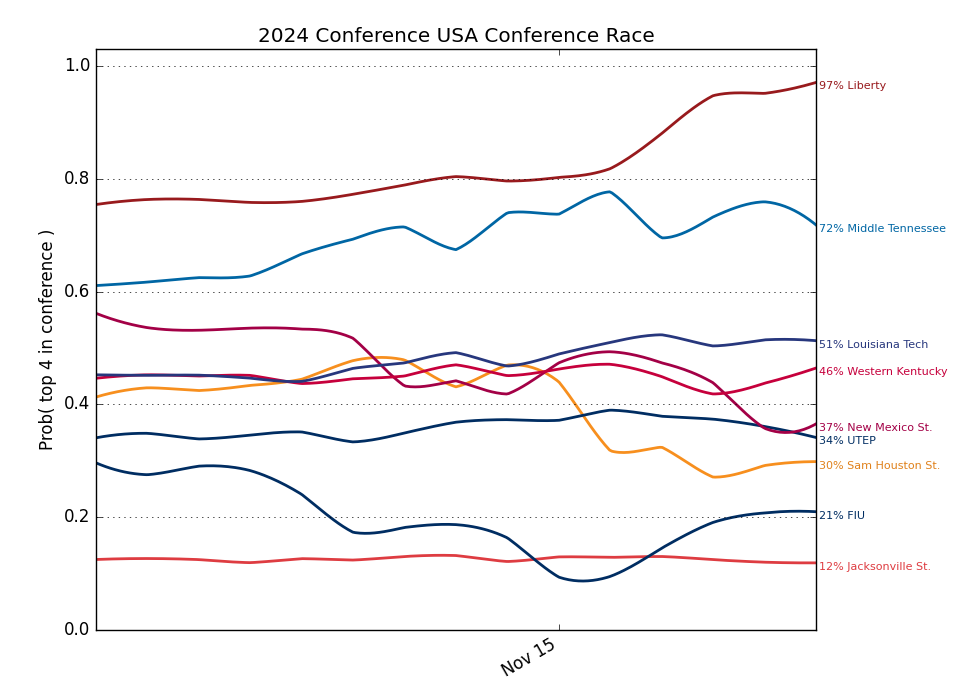 2024 Conference USA Conference Race
Prob( top 4 in conference )
1.0
0.8
0.6
0.4
0.2
0.0
97% Liberty
72% Middle Tennessee
51% Louisiana Tech
46% Western Kentucky
37% New Mexico St.
34% UTEP
30% Sam Houston St.
21% FIU
12% Jacksonville St.
Nov 15